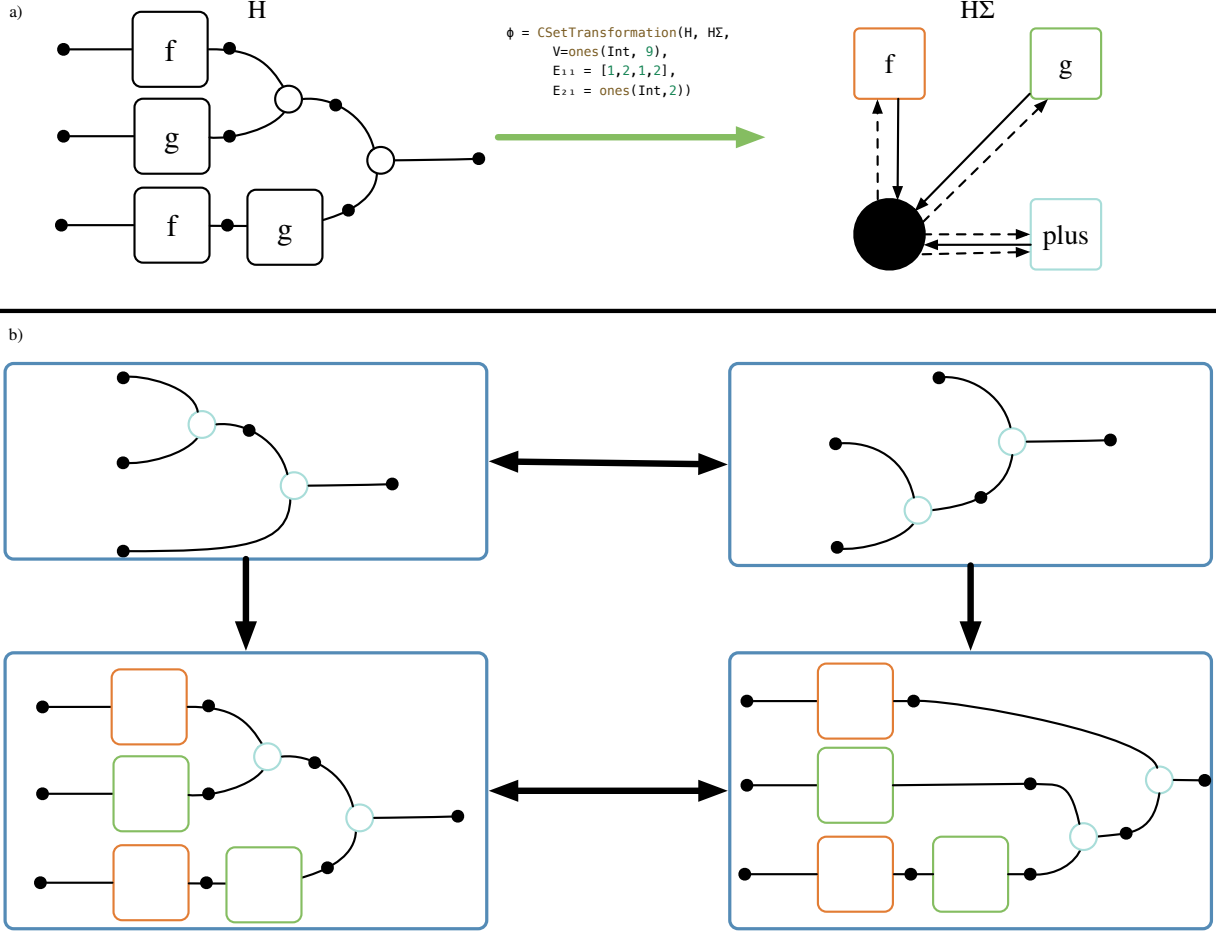 a)
H
HΣ
f
g
f
g
ϕ = CSetTransformation(H, HΣ,
V=ones(Int, 9),
E₁₁ = [1,2,1,2],
E₂₁ = ones(Int,2))
f
g
plus
b)